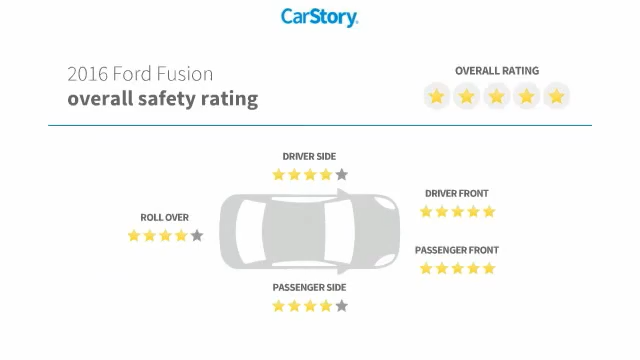 CarStory
2016 Ford Fusion
overall safety rating
OVERALL RATING
DRIVER SIDE
DRIVER FRONT
ROLL OVER
PASSENGER FRONT
PASSENGER SIDE